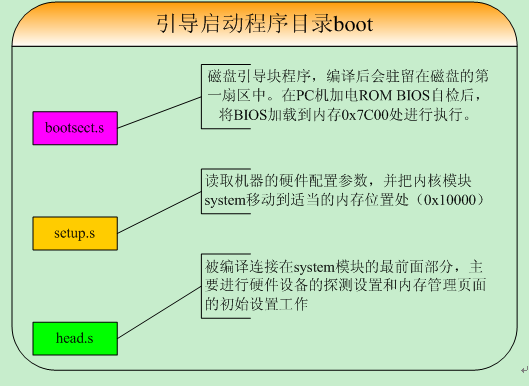 引导启动程序目录boot
磁盘引导块程序，编译后会驻留在磁盘的第
一扇区中。在PC机加电ROM BIOS自检后，
将BIOS加载到内存0x7C00处进行执行。
bootsect.s
读取机器的硬件配置参数，并把内核模块
system移动到适当的内存位置处（0x10000）
setup.s
被编译连接在system模块的最前面部分，主
要进行硬件设备的探测设置和内存管理页面
的初始设置工作
head.s